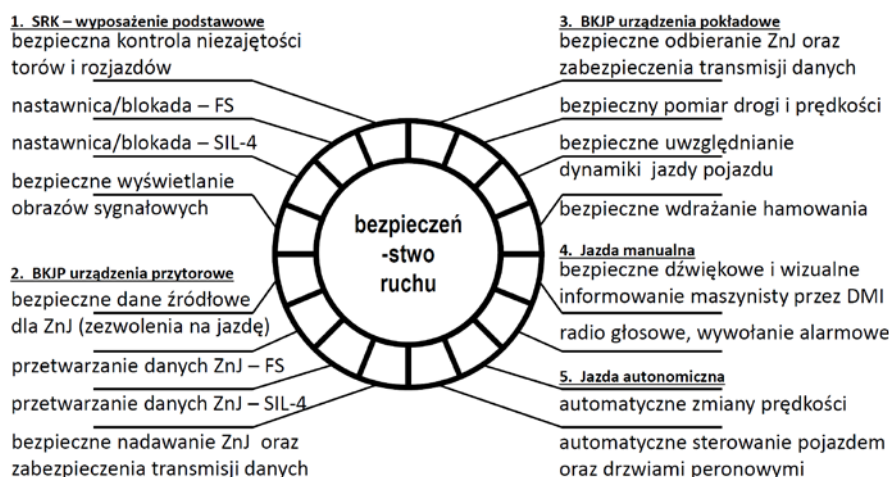 1. SRK – wyposażenie podstawowe
bezpieczna kontrola niezajętości
torów i rozjazdów
nastawnica/blokada – FS
nastawnica/blokada – SIL-4
bezpieczne wyświetlanie
obrazów sygnałowych
2. BKJP urządzenia przytorowe
bezpieczne dane źródłowe
dla ZnJ (zezwolenia na jazdę)
przetwarzanie danych ZnJ – FS
przetwarzanie danych ZnJ – SIL-4
bezpieczne nadawanie ZnJ oraz
zabezpieczenia transmisji danych
bezpieczeń
-stwo
ruchu
3. BKJP urządzenia pokładowe
bezpieczne odbieranie ZnJ oraz
zabezpieczenia transmisji danych
bezpieczny pomiar drogi i prędkości
bezpieczne uwzględnianie
dynamiki jazdy pojazdu
bezpieczne wdrażanie hamowania
4. Jazda manualna
bezpieczne dźwiękowe i wizualne
informowanie maszynisty przez DMI
radio głosowe, wywołanie alarmowe
5. Jazda autonomiczna
automatyczne zmiany prędkości
automatyczne sterowanie pojazdem
oraz drzwiami peronowymi